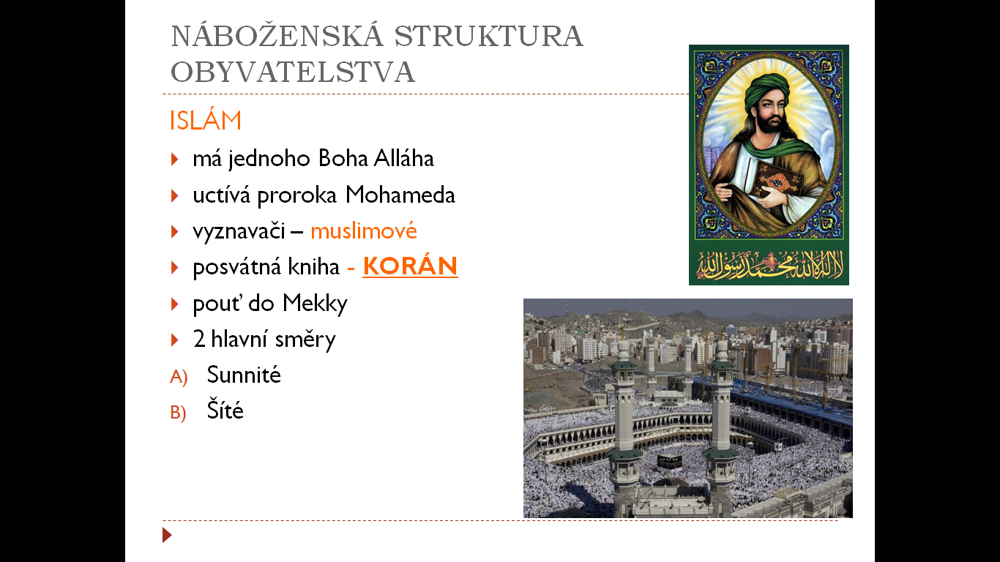 NÁBOŽENSKÁ STRUKTURA
OBYVATELSTVA
ISLÁM
má jednoho Boha Alláha
uctívá proroka Mohameda
vyznavači – muslimové
posvátná kniha - KORÁN
pouť do Mekky
2 hlavní směry
A) Sunnité
B) Šíté
لا اله الا الله محمد رسول الله